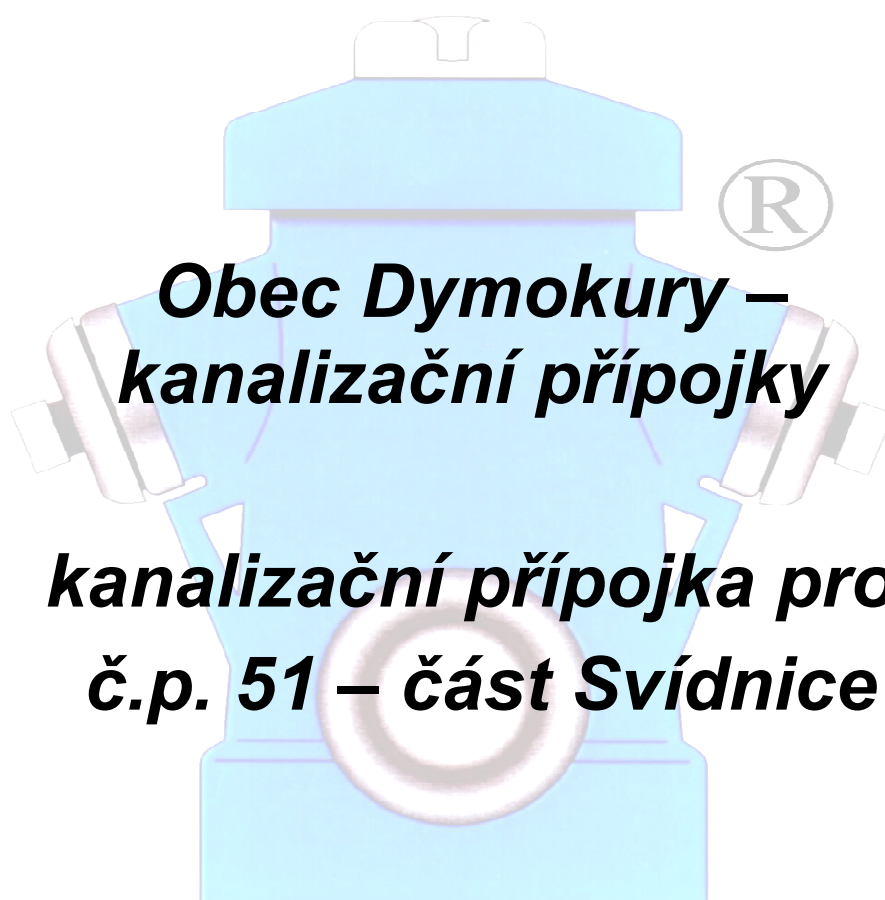 ®
Obec Dymokury –
kanalizační přípojky
kanalizační přípojka pro
č.p. 51 – část Svídnice